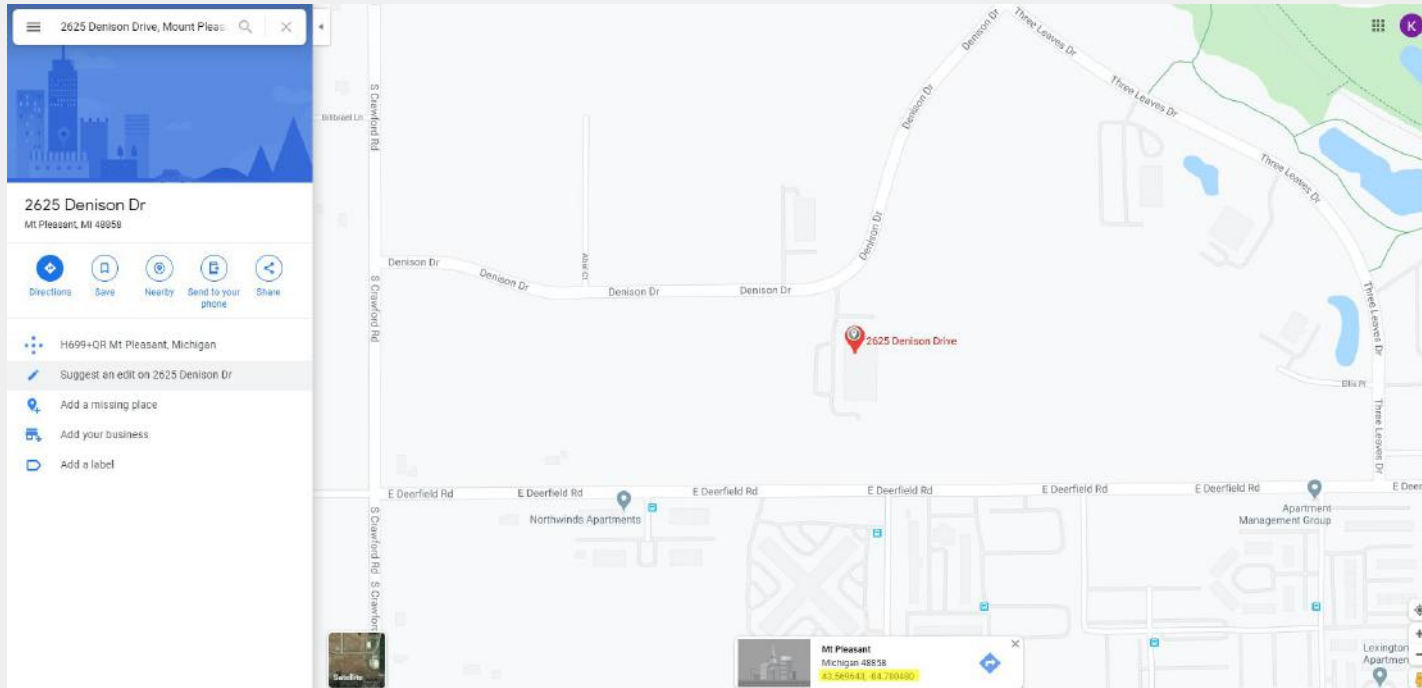 2625 Denison Drive, Mount Pleas
K
2625 Denison Dr
Mt Pleasant, MI 48858
Directions
Save
Nearby
Send to your
phone
Share
H699+QR Mt Pleasant, Michigan
Suggest an edit on 2625 Denison Dr
Add a missing place
Add your business
Add a label
S Crawford Rd
S Crawford Rd
S Crawford Rd
S Crawford
Denison Dr
Denison Dr
Denison Dr
Denison Dr
Denison Dr
Denison Dr
Denison Dr
Three Leaves Dr
Three Leaves Dr
Three Leaves Dr
Three Leaves Dr
Three Leaves Dr
2625 Denison Drive
Ellis Pl
E Deerfield Rd
E Deerfield Rd
E Deerfield Rd
E Deerfield Rd
E Deerfield Rd
E Deerfield Rd
E Deer
Northwinds Apartments
Apartment
Management Group
Lexington
Apartmen
Satellite
Mt Pleasant
Michigan 48858
43.569643, -84.780480